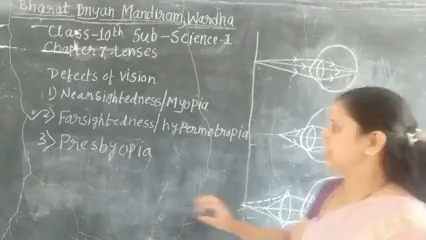 Bharat Dnyan Mandiram, Wardha
Class-10th Sub-Science-1
Chapter 7, Lenses
Defects of Vision
1) Nearsightedness/Myopia
2) Farsightedness/hypermetropia
3) Presbyopia